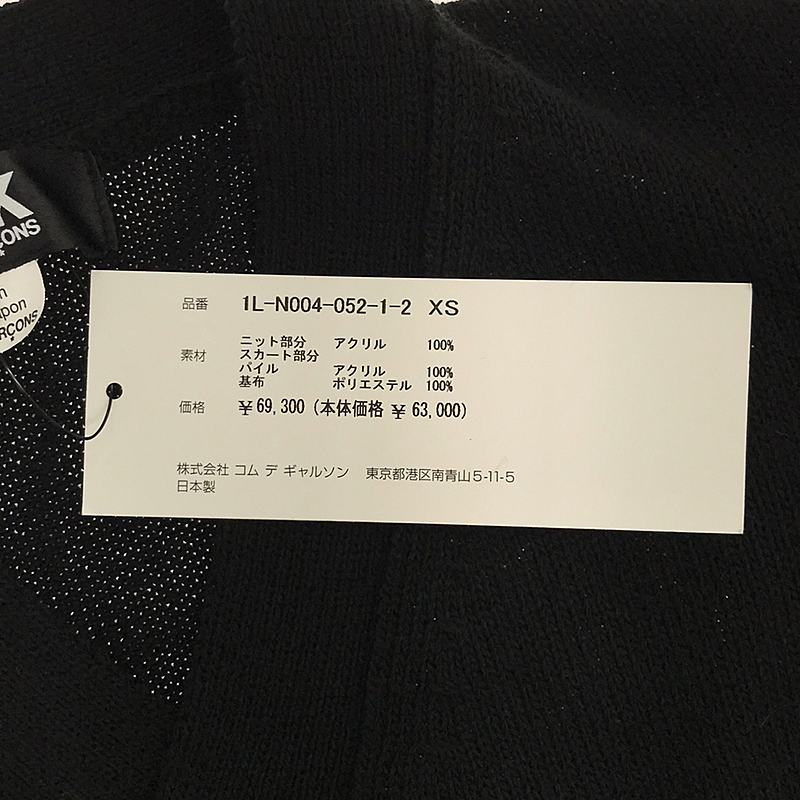 K
ÇONS
n
pon
RÇONS
品番 1L-N004-052-1-2 XS
素材
ニット部分 アクリル 100%
スカート部分
パイル アクリル 100%
基布 ポリエステル 100%
価格 ¥69,300 (本体価格 ¥ 63,000)
株式会社 コム デ ギャルソン 東京都港区南青山5-11-5
日本製